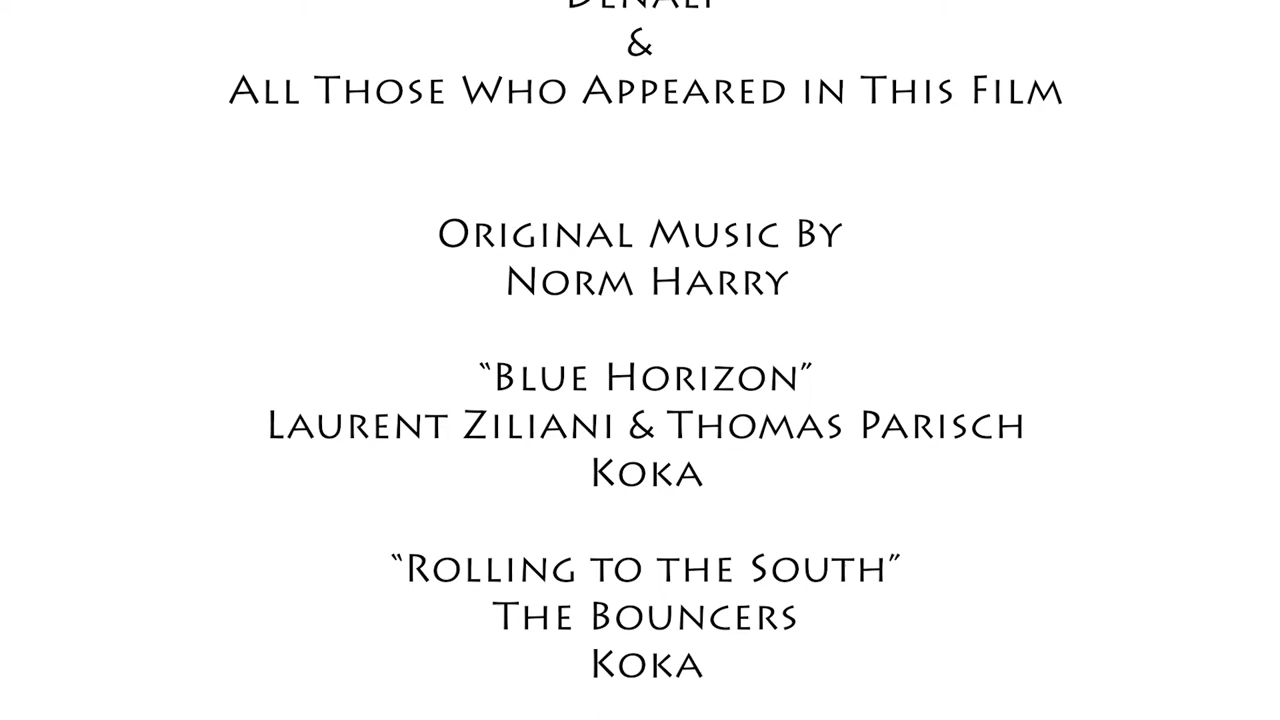 Denali
&
All Those Who Appeared in This Film
Original Music By
Norm Harry
“Blue Horizon”
Laurent Ziliani & Thomas Parisch
Koka
“Rolling to the South”
The Bouncers
Koka